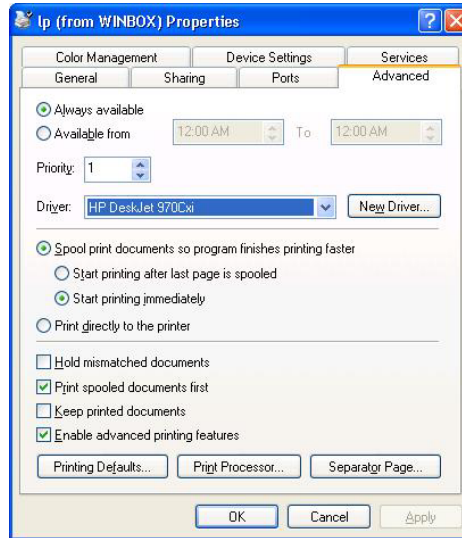 lp (from WINBOX) Properties
Color Management Device Settings Services
General Sharing Ports Advanced
Always available
Available from 12:00 AM To 12:00 AM
Priority: 1
Driver: HP DeskJet 970Cxi New Driver...
Spool print documents so program finishes printing faster
Start printing after last page is spooled
Start printing immediately
Print directly to the printer
Hold mismatched documents
Print spooled documents first
Keep printed documents
Enable advanced printing features
Printing Defaults... Print Processor... Separator Page...
OK Cancel Apply